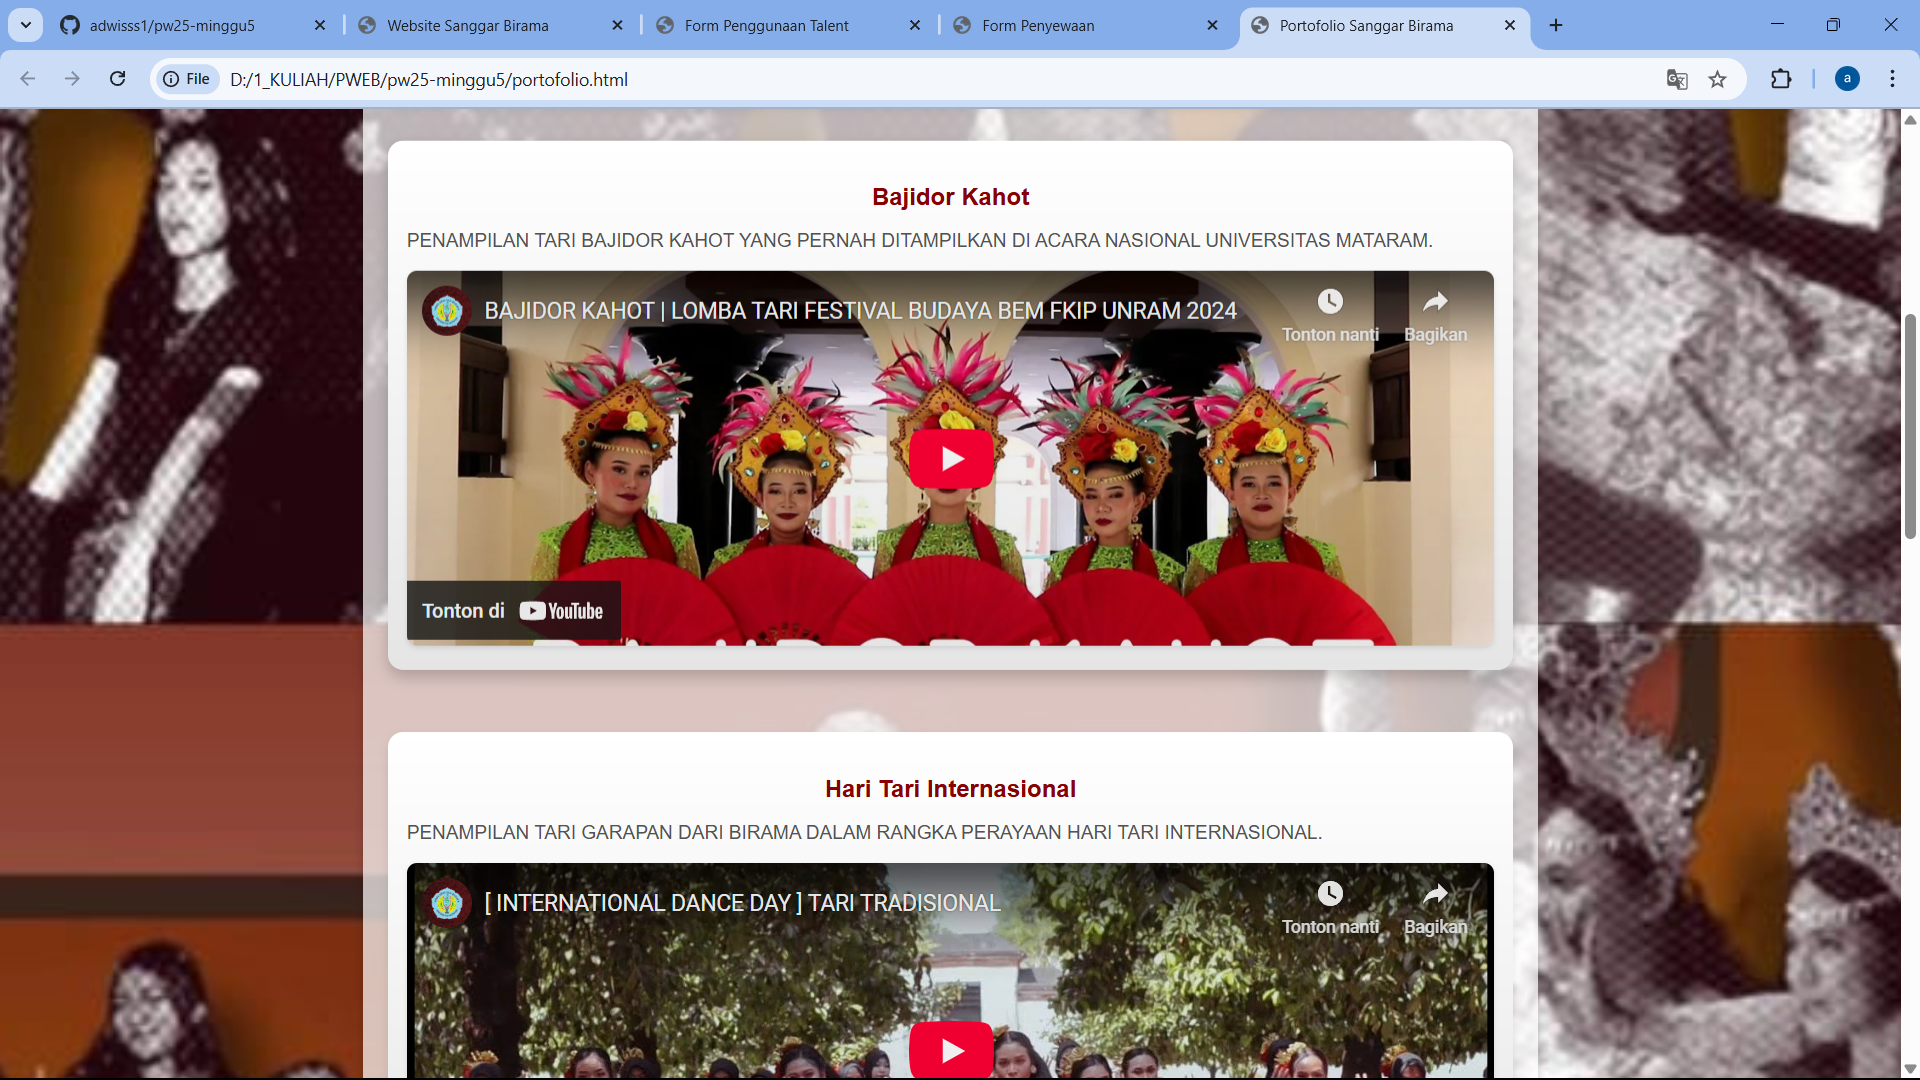 adwisss1/pw25-minggu5
Website Sanggar Birama
Form Penggunaan Talent
Form Penyewaan
Portofolio Sanggar Birama
File
D:/1_KULIAH/PWEB/pw25-minggu5/portofolio.html
a
Bajidor Kahot
PENAMPILAN TARI BAJIDOR KAHOT YANG PERNAH DITAMPILKAN DI ACARA NASIONAL UNIVERSITAS MATARAM.
BAJIDOR KAHOT | LOMBA TARI FESTIVAL BUDAYA BEM FKIP UNRAM 2024
Tonton nanti
Bagikan
Tonton di YouTube
Hari Tari Internasional
PENAMPILAN TARI GARAPAN DARI BIRAMA DALAM RANGKA PERAYAAN HARI TARI INTERNASIONAL.
[ INTERNATIONAL DANCE DAY ] TARI TRADISIONAL
Tonton nanti
Bagikan